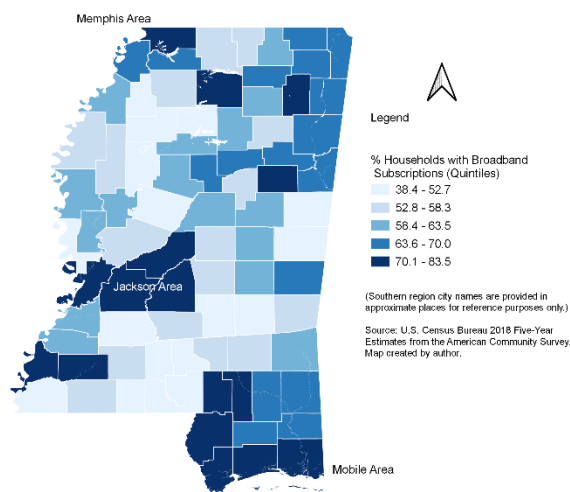 Memphis Area
Legend
% Households with Broadband
Subscriptions (Quintiles)
38.4 - 52.7
52.8 - 58.3
58.4 - 63.5
63.6 - 70.0
70.1 - 83.5
Jackson Area
(Southern region city names are provided in
approximate places for reference purposes only.)
Source: U.S. Census Bureau 2018 Five-Year
Estimates from the American Community Survey.
Map created by author.
Mobile Area